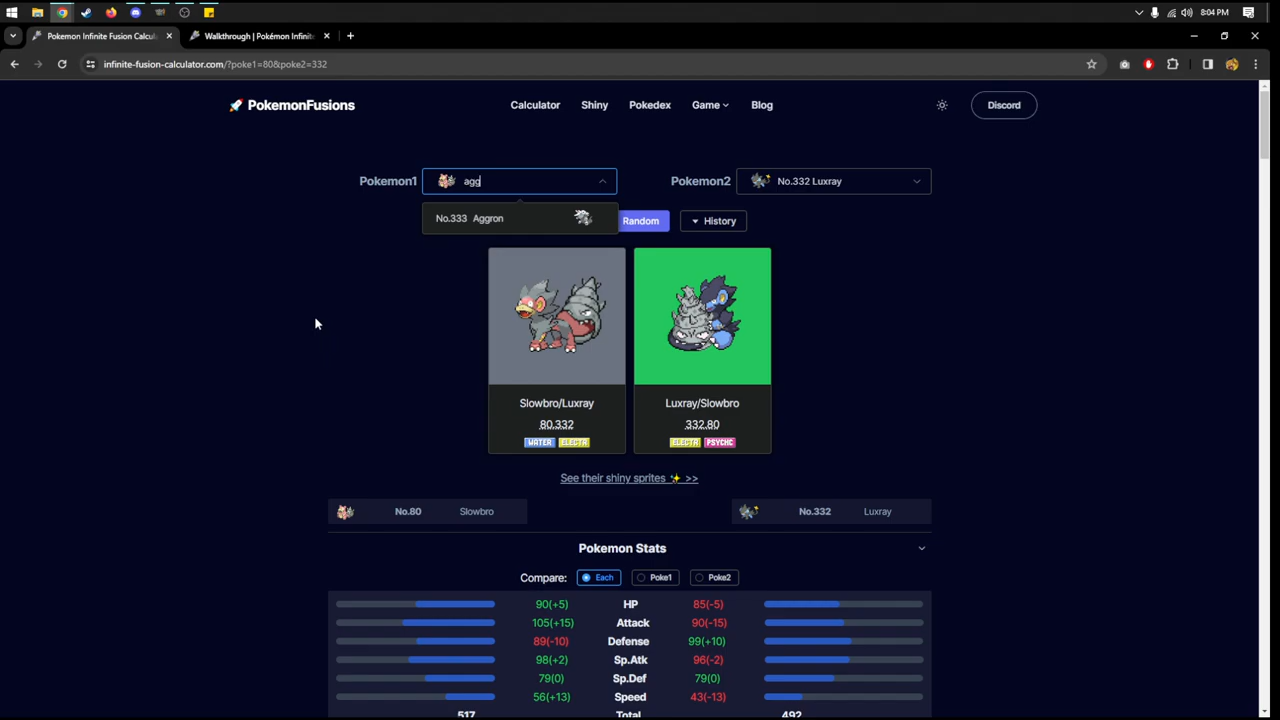 8:04 PM
Pokemon Infinite Fusion Calcul
Walkthrough | Pokémon Infinite
infinite-fusion-calculator.com/?poke1=80&poke2=332
PokemonFusions
Calculator Shiny Pokedex Game Blog Discord
Pokemon1 agg Pokemon2 No.332 Luxray
No.333 Aggron
Random History
Slowbro/Luxray
80.332
WATER ELECTR
Luxray/Slowbro
332.80
ELECTR PSYCHC
See their shiny sprites ✨ >>
No.80 Slowbro
No.332 Luxray
Pokemon Stats
Compare: Each Poke1 Poke2
90(+5) HP 85(-5)
105(+15) Attack 90(-15)
89(-10) Defense 99(+10)
98(+2) Sp.Atk 96(-2)
79(0) Sp.Def 79(0)
56(+13) Speed 43(-13)
517 Total 492